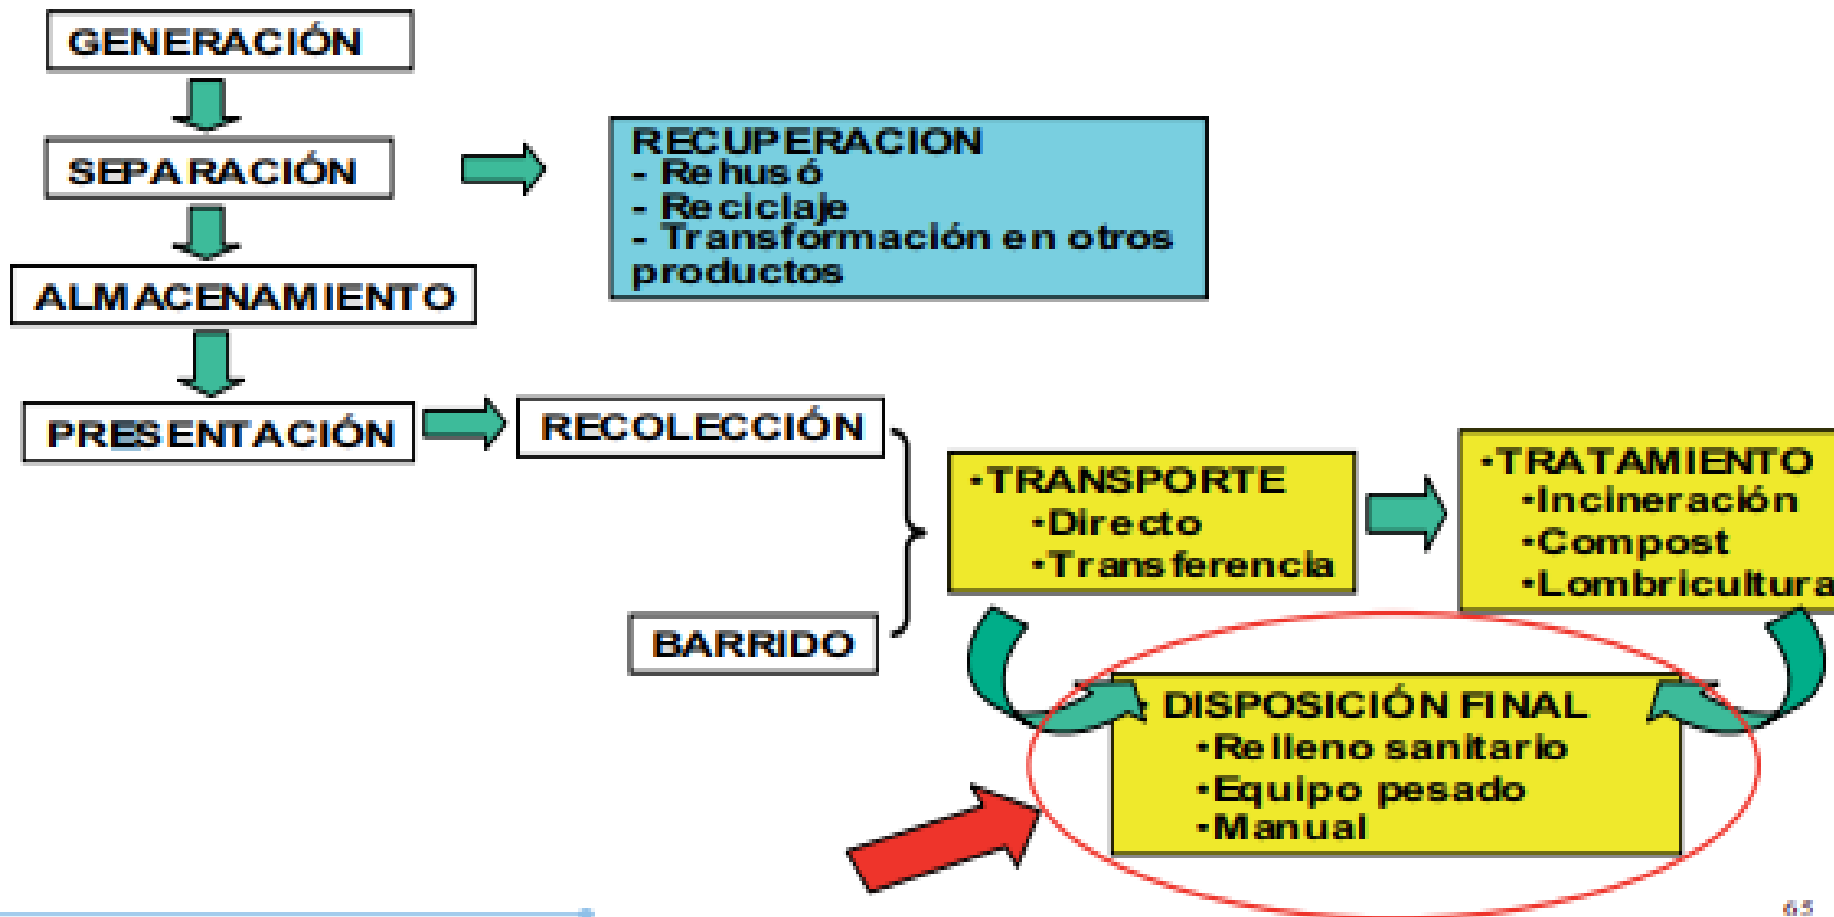 GENERACIÓN
SEPARACIÓN
RECUPERACION
- Rehusó
- Reciclaje
- Transformación en otros
productos
ALMACENAMIENTO
PRESENTACIÓN
RECOLECCIÓN
BARRIDO
•TRANSPORTE
•Directo
•Transferencia
•TRATAMIENTO
•Incineración
•Compost
•Lombricultura
DISPOSICIÓN FINAL
•Relleno sanitario
•Equipo pesado
•Manual
65